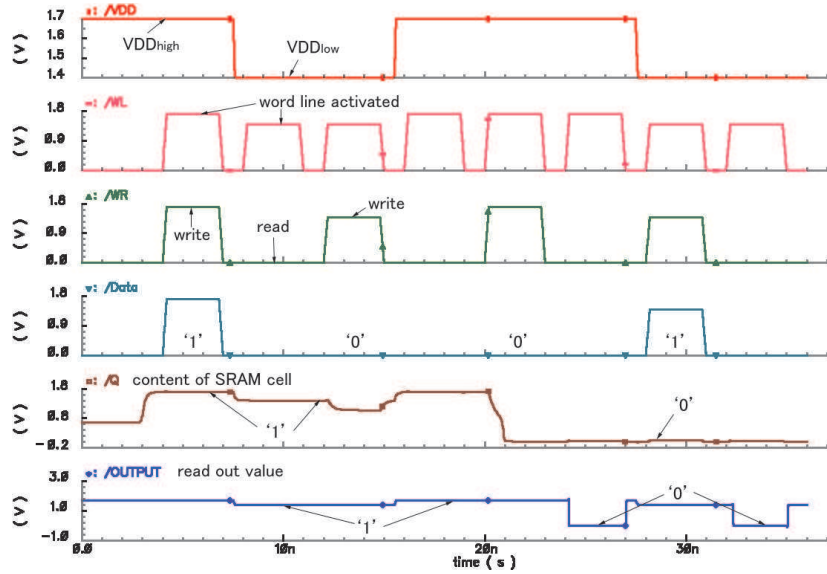 /VDD
(V)
1.7
1.6
1.5
1.4
VDDhigh
VDDlow
/WL
(V)
1.8
0.9
0.0
word line activated
/WR
(V)
1.8
0.9
0.0
write
read
write
/Data
(V)
1.8
0.9
0.0
‘1’
‘0’
‘0’
‘1’
/Q
content of SRAM cell
(V)
1.8
0.8
-0.2
‘1’
‘0’
/OUTPUT
read out value
(V)
3.0
1.0
-1.0
‘1’
‘0’
0.0
10n
20n
30n
time ( s )